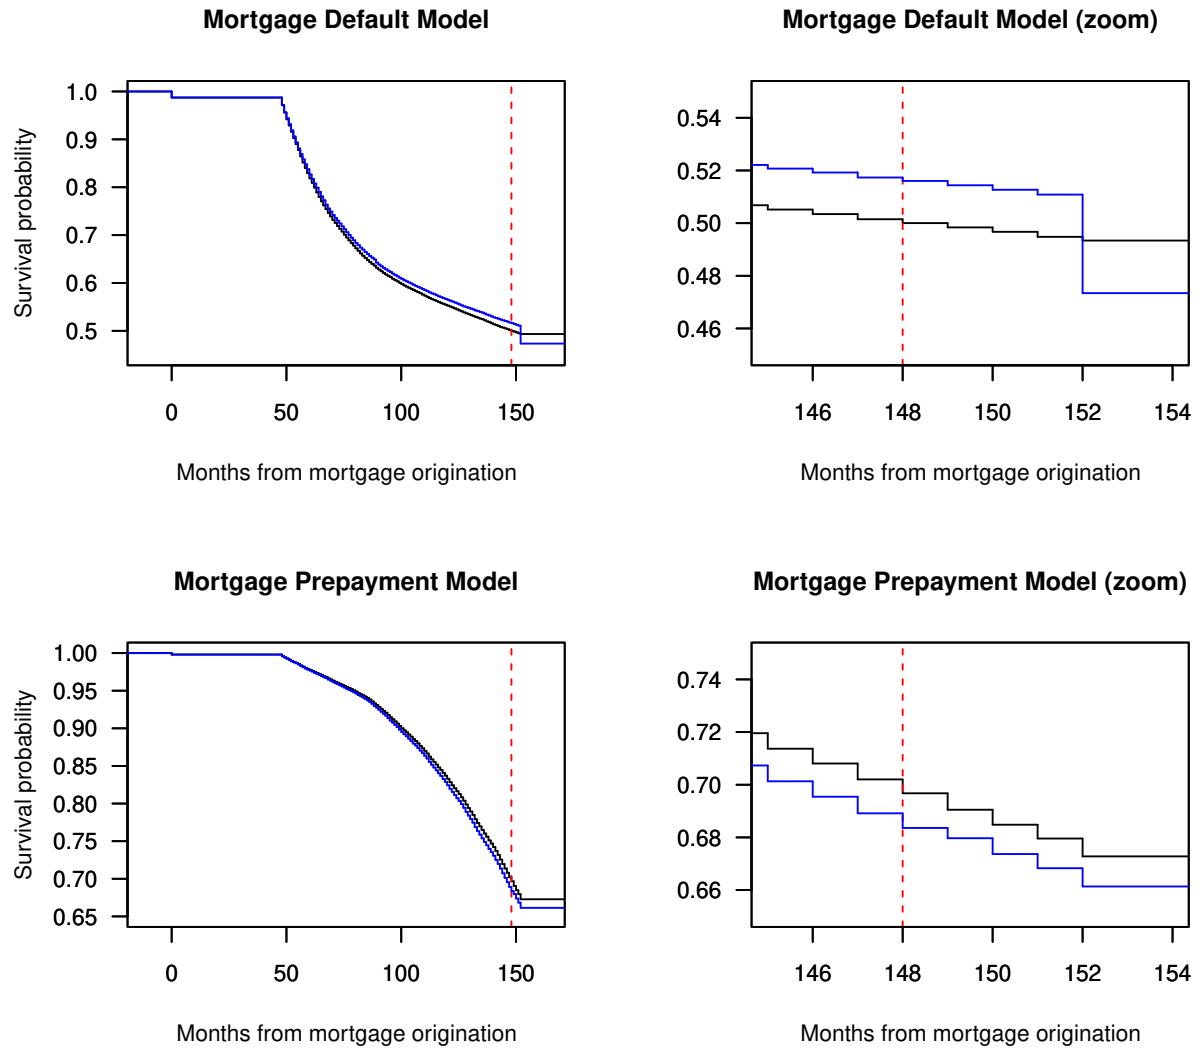 Mortgage Default Model
Survival probability
1.0
0.9
0.8
0.7
0.6
0.5
0 50 100 150
Months from mortgage origination
Mortgage Default Model (zoom)
0.54
0.52
0.50
0.48
0.46
146 148 150 152 154
Months from mortgage origination
Mortgage Prepayment Model
Survival probability
1.00
0.95
0.90
0.85
0.80
0.75
0.70
0.65
0 50 100 150
Months from mortgage origination
Mortgage Prepayment Model (zoom)
0.74
0.72
0.70
0.68
0.66
146 148 150 152 154
Months from mortgage origination